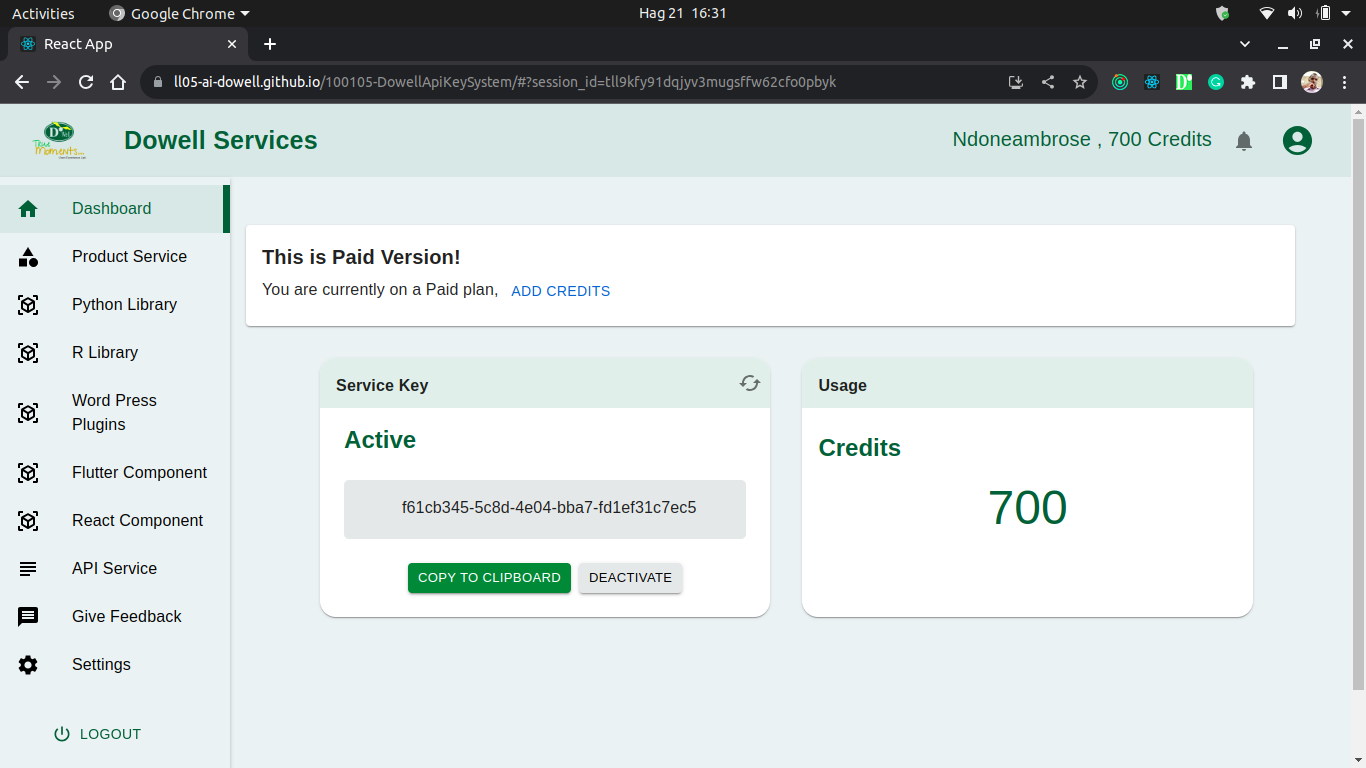 Activities
Google Chrome
Hag 21 16:31
React App
ll05-ai-dowell.github.io/100105-DowellApiKeySystem/#?session_id=tll9kfy91dqjyv3mugsffw62cfo0pbyk
D
True
Moments...
Dowell Services
Ndoneambrose , 700 Credits
Dashboard
Product Service
Python Library
R Library
Word Press
Plugins
Flutter Component
React Component
API Service
Give Feedback
Settings
LOGOUT
This is Paid Version!
You are currently on a Paid plan, ADD CREDITS
Service Key
Active
f61cb345-5c8d-4e04-bba7-fd1ef31c7ec5
COPY TO CLIPBOARD
DEACTIVATE
Usage
Credits
700